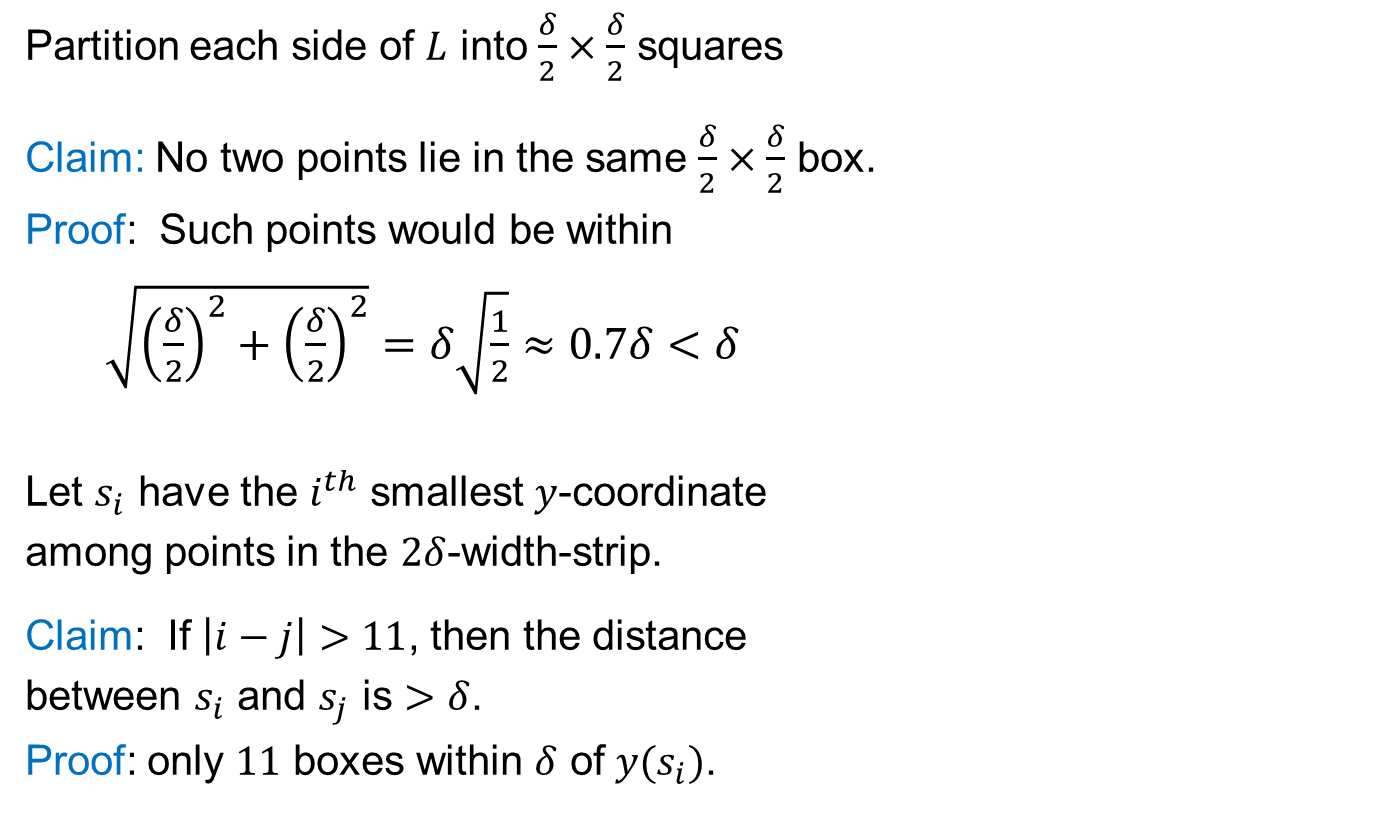 Partition each side of L into δ/2 × δ/2 squares
Claim: No two points lie in the same δ/2 × δ/2 box.
Proof: Such points would be within
√((δ/2)² + (δ/2)²) = δ√(1/2) ≈ 0.7δ < δ
Let sᵢ have the iᵗʰ smallest y-coordinate
among points in the 2δ-width-strip.
Claim: If |i − j| > 11, then the distance
between sᵢ and sⱼ is > δ.
Proof: only 11 boxes within δ of y(sᵢ).